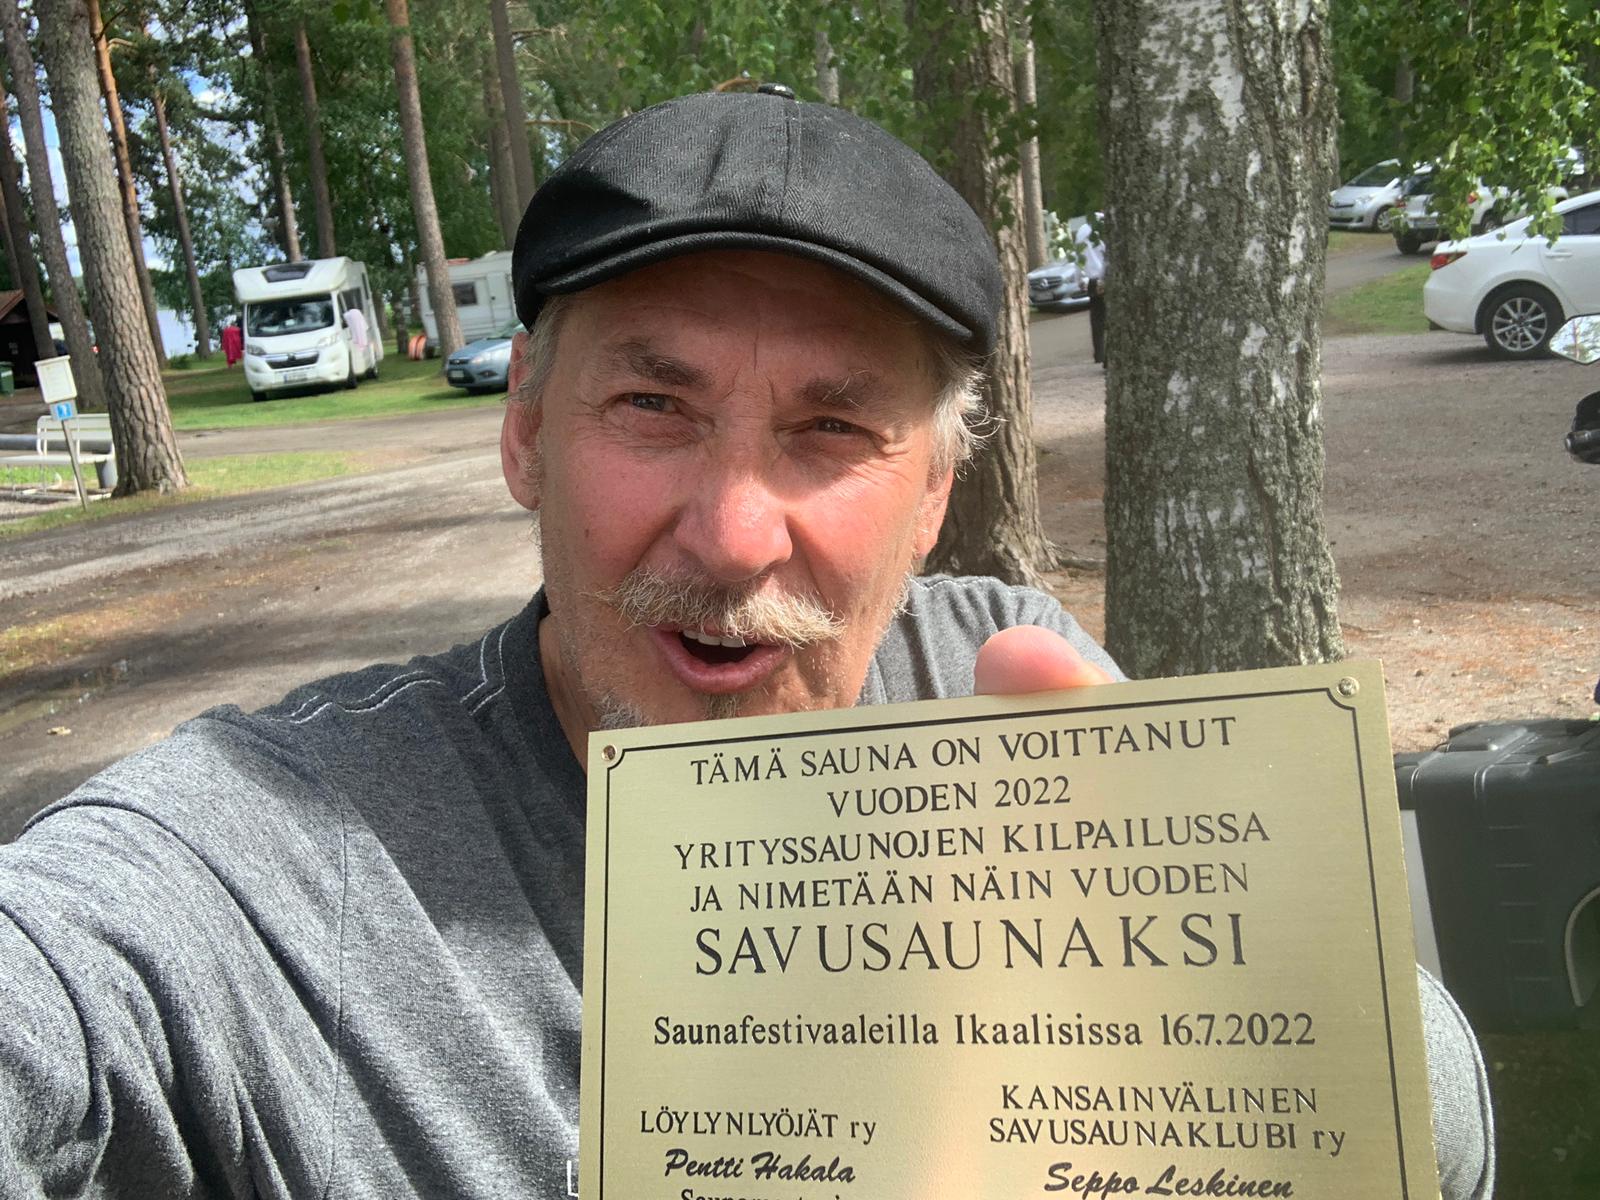 TÄMÄ SAUNA ON VOITTANUT
VUODEN 2022
YRITYSSAUNOJEN KILPAILUSSA
JA NIMETÄÄN NÄIN VUODEN
SAVUSAUNAKSI
Saunafestivaaleilla Ikaalisissa 16.7.2022
LÖYLYNLYÖJÄT ry
Pentti Hakala
KANSAINVÄLINEN
SAVUSAUNAKLUBI ry
Seppo Leskinen